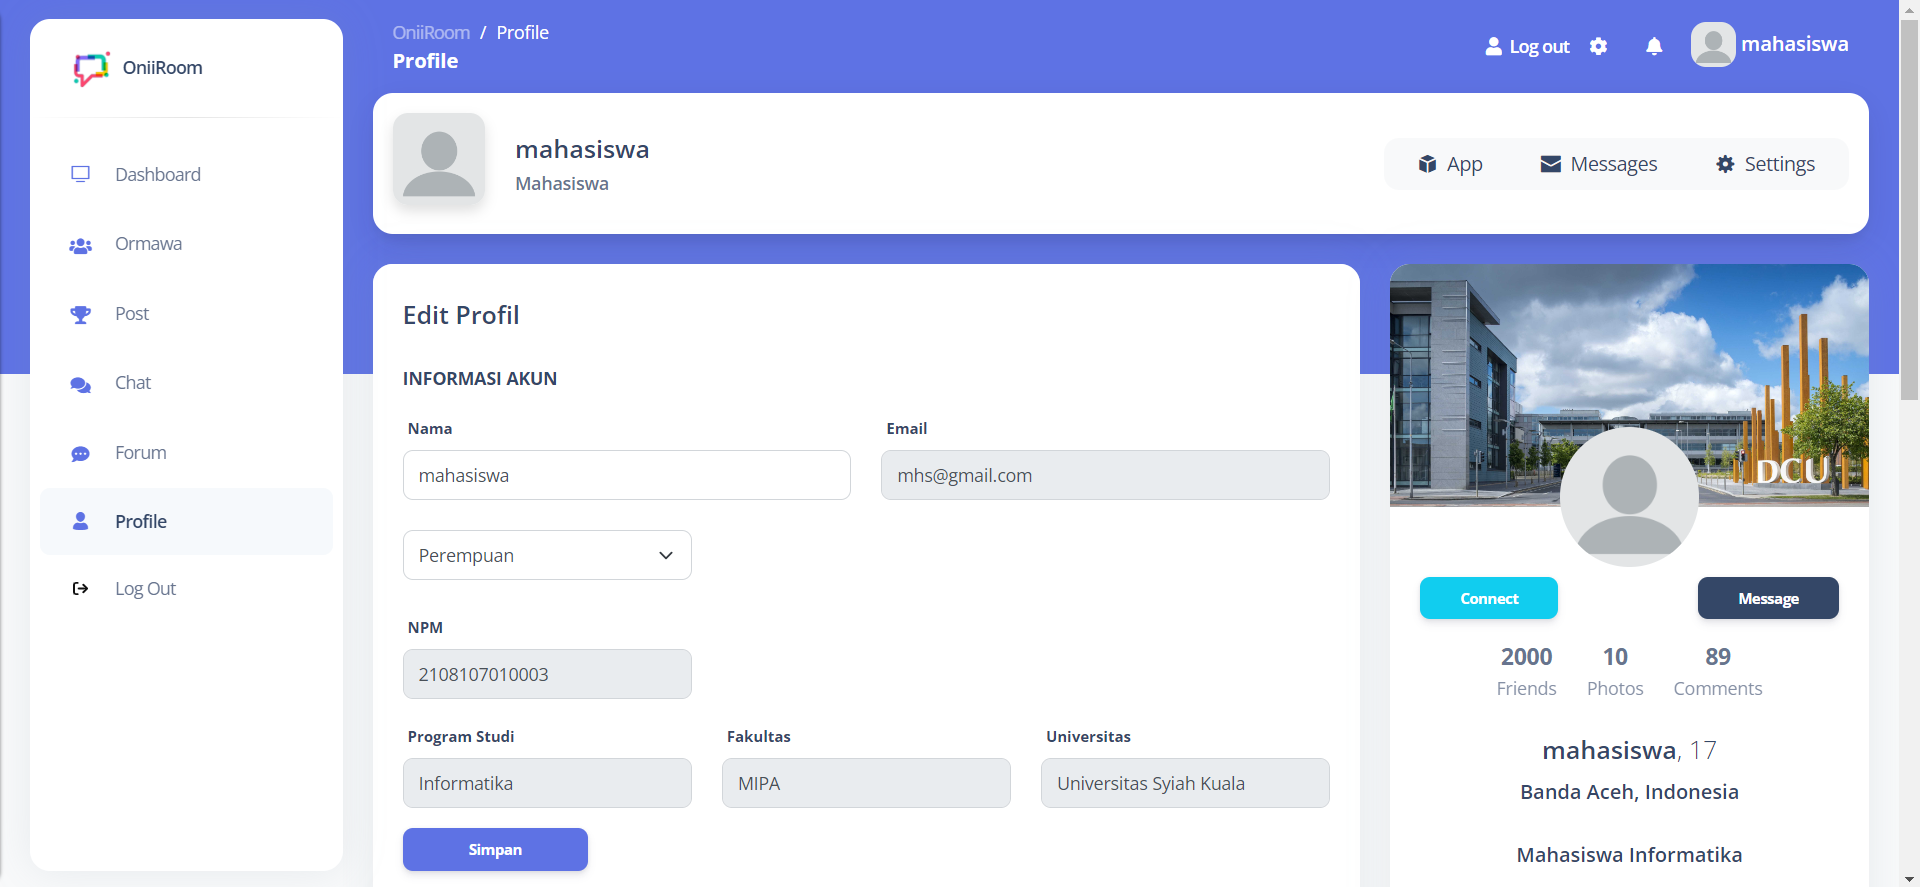 OniiRoom
Dashboard
Ormawa
Post
Chat
Forum
Profile
Log Out
OniiRoom / Profile
Profile
Log out
mahasiswa
mahasiswa
Mahasiswa
App
Messages
Settings
Edit Profil
INFORMASI AKUN
Nama
Email
mahasiswa
mhs@gmail.com
Perempuan
NPM
2108107010003
Program Studi
Fakultas
Universitas
Informatika
MIPA
Universitas Syiah Kuala
Simpan
DCU
Connect
Message
2000
10
89
Friends
Photos
Comments
mahasiswa, 17
Banda Aceh, Indonesia
Mahasiswa Informatika